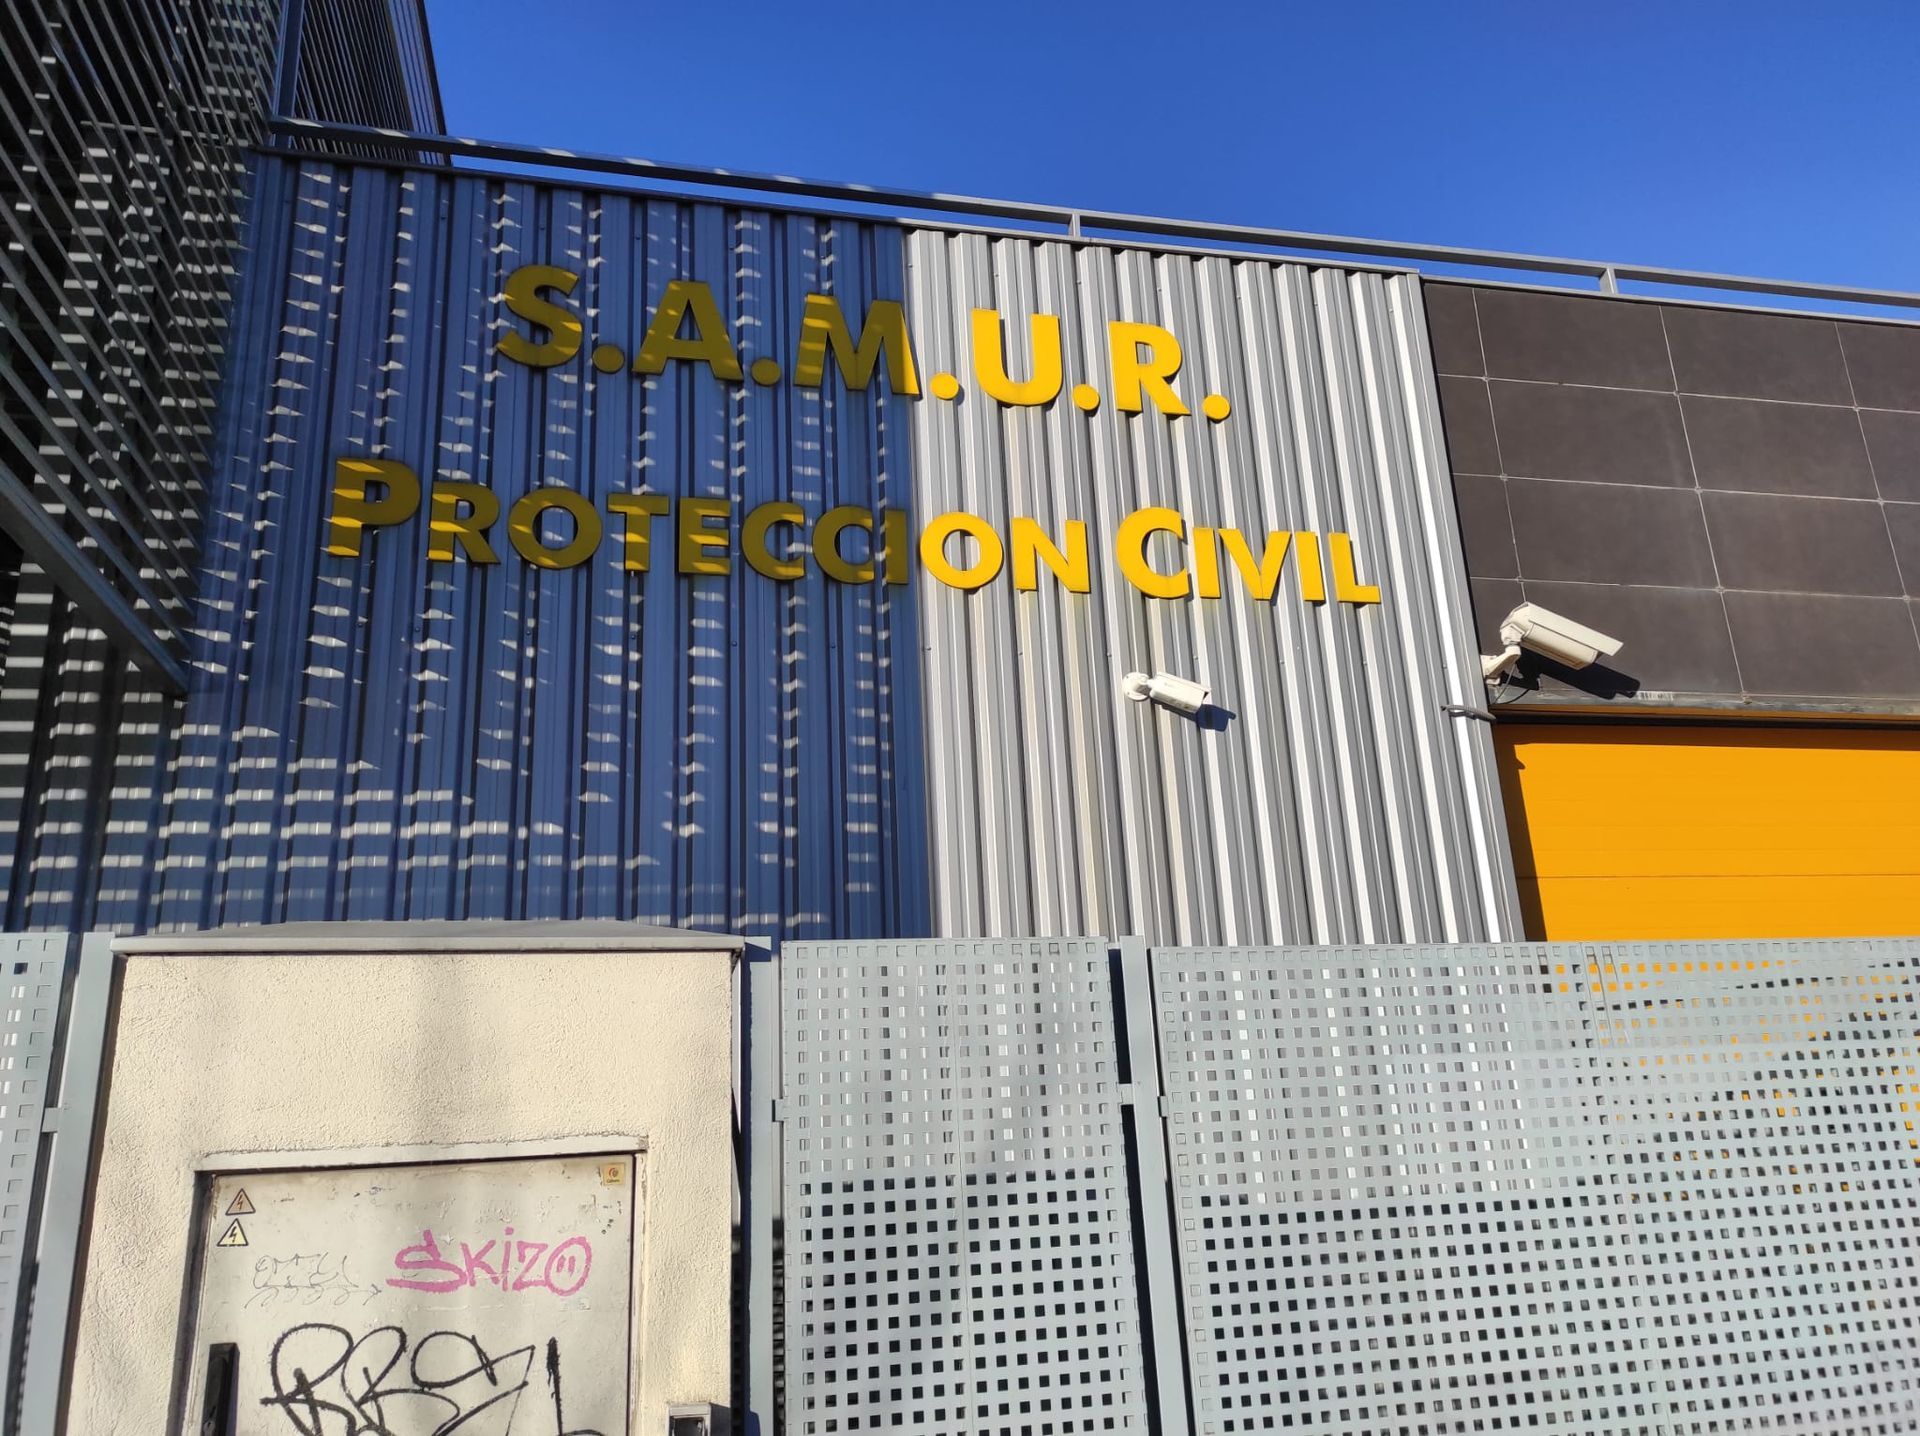 S.A.M.U.R.
PROTECCION CIVIL
SKIZO